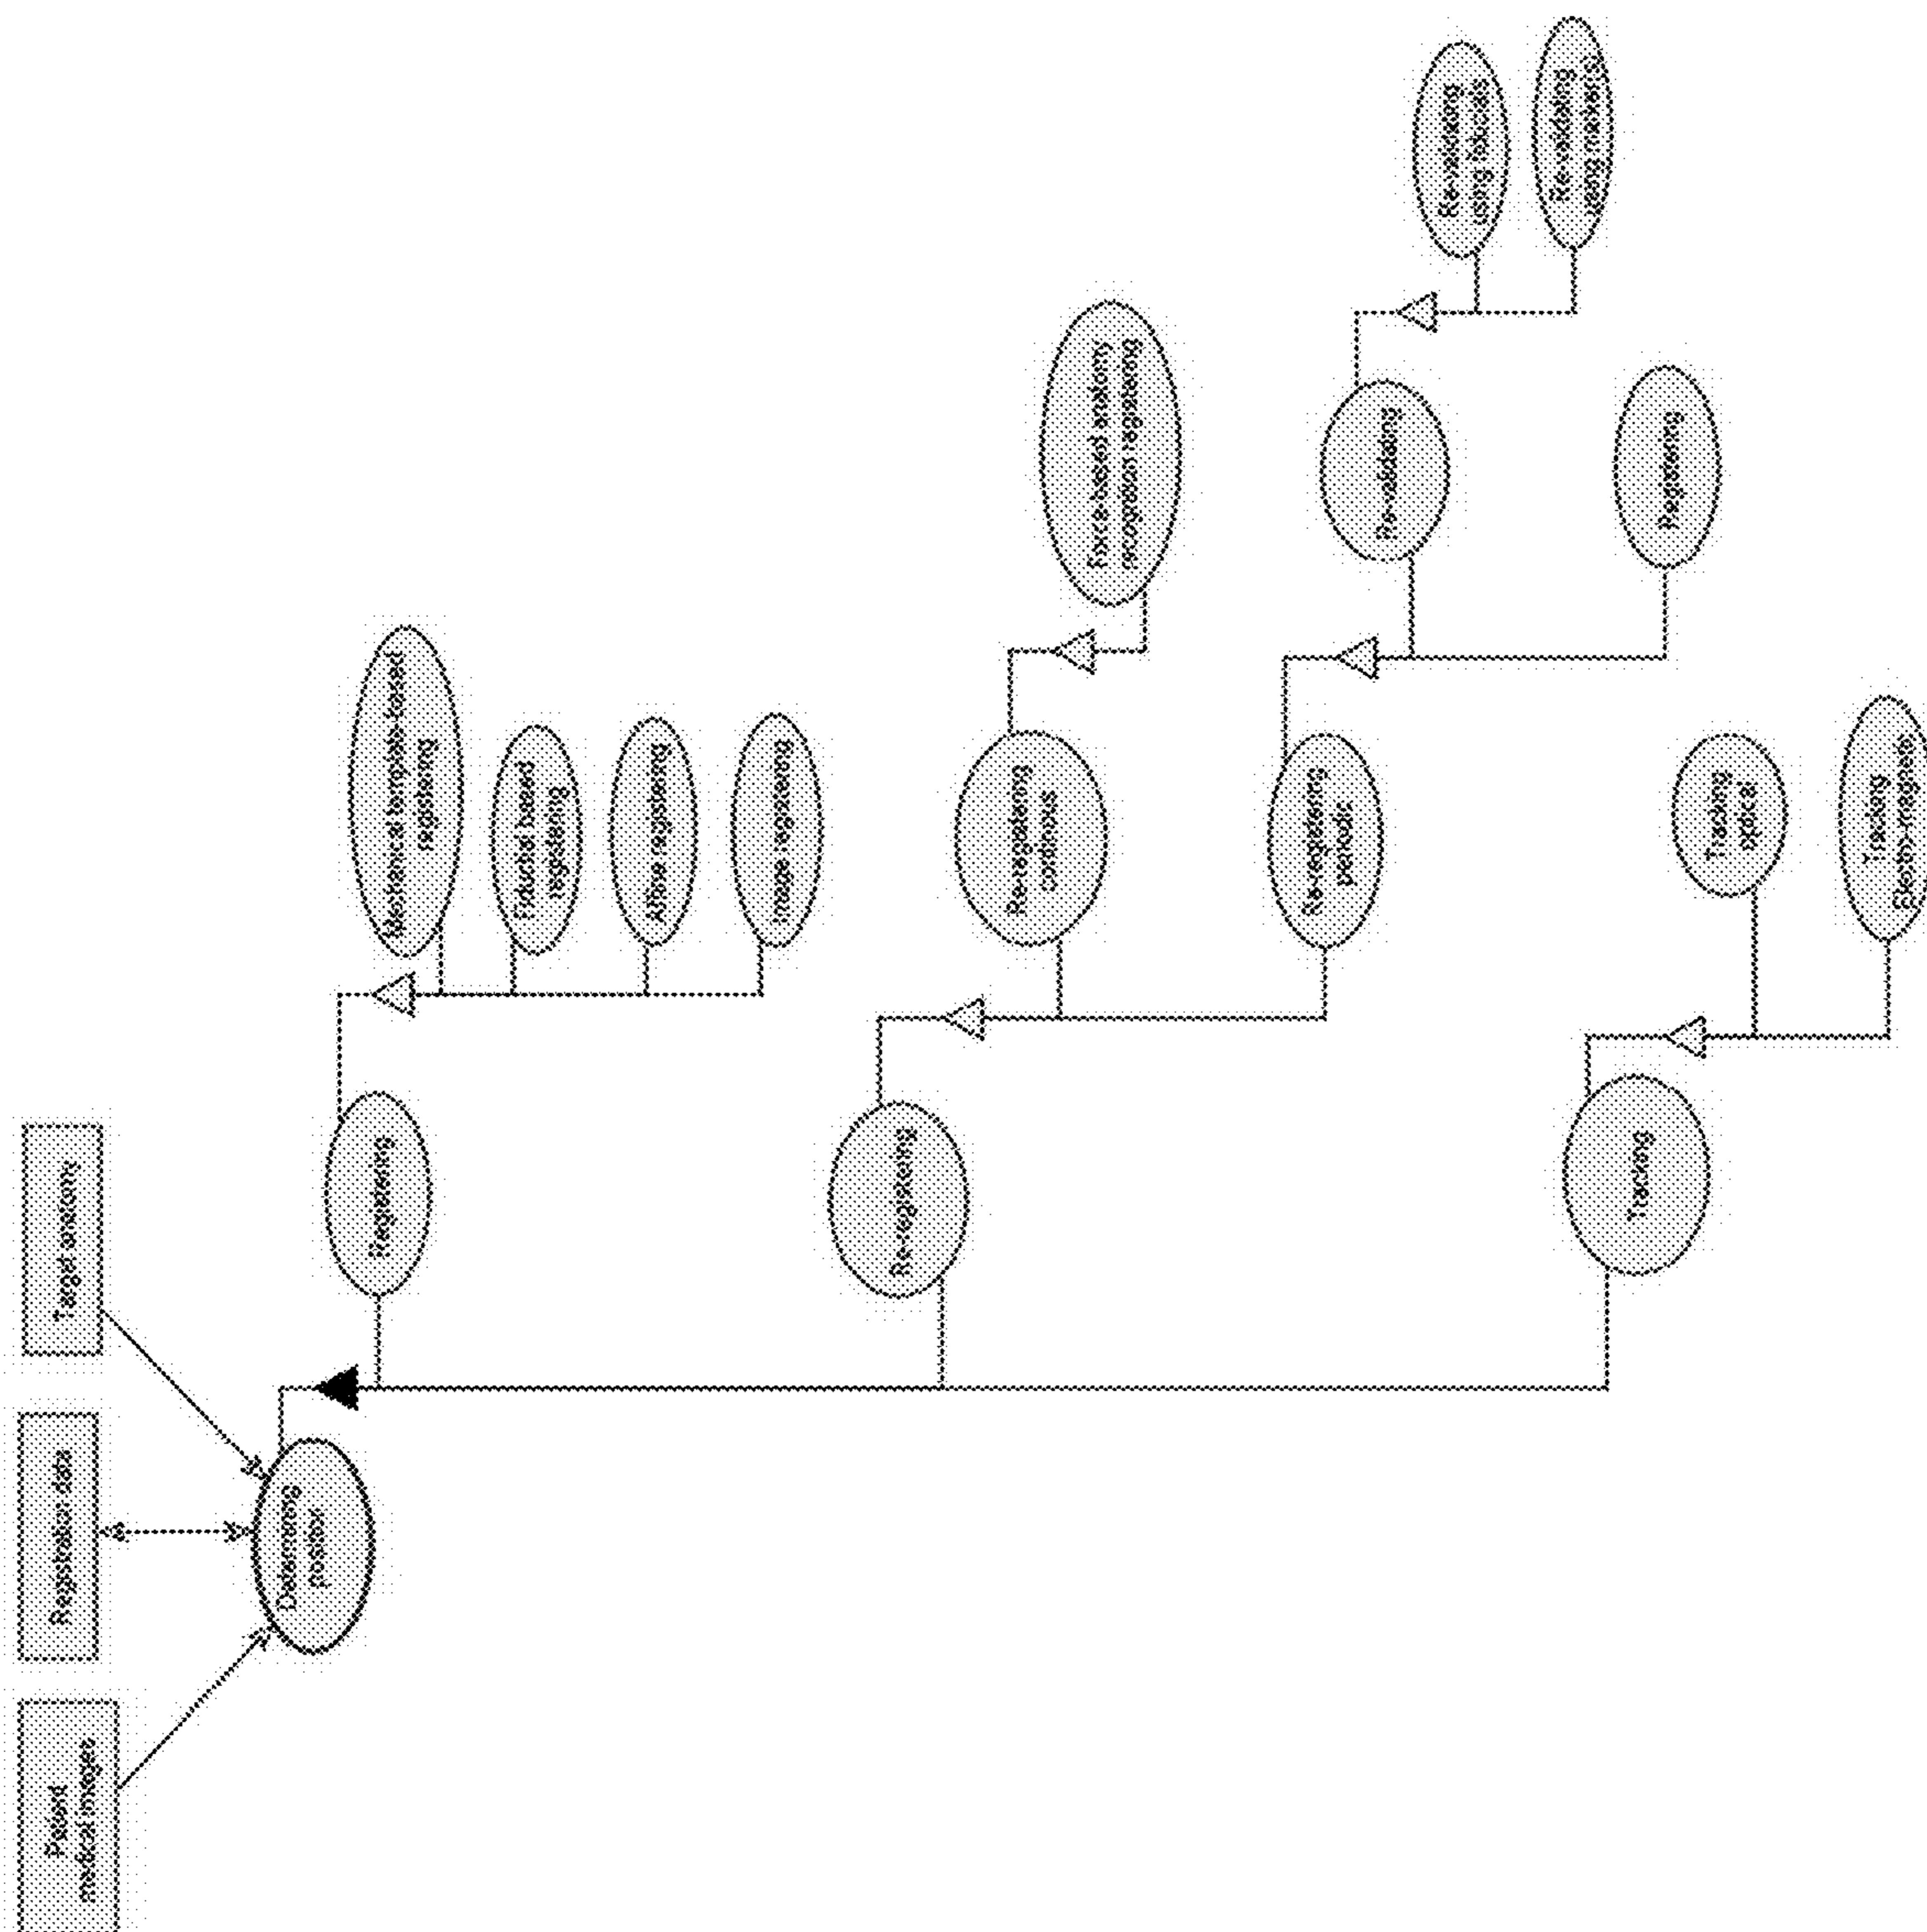 Patient
medical images
Registration data
Target anatomy
Determining
position
Registering
Mechanical template-based
registering
Fiducial based
registering
Affine registering
Image registering
Re-registering
Re-registering
continuous
Force-based anatomy
recognition registering
Re-registering
periodic
Re-validating
Re-validating
using fiducials
Re-validating
using markers
Registering
Tracking
Tracking
optical
Tracking
Electro-magnetic